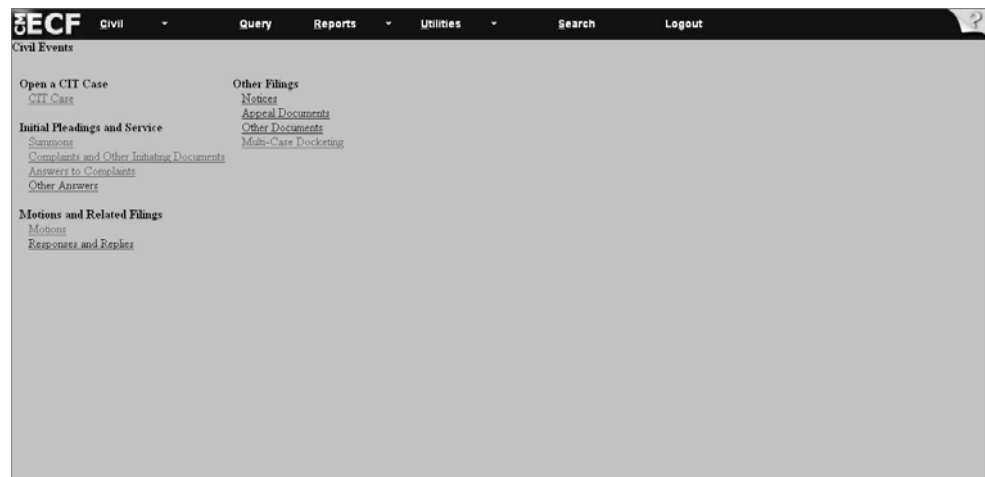 CM ECF Civil Query Reports Utilities Search Logout ?
Civil Events
Open a CIT Case
CIT Case
Initial Pleadings and Service
Summons
Complaints and Other Initiating Documents
Answers to Complaints
Other Answers
Motions and Related Filings
Motions
Responses and Replies
Other Filings
Notices
Appeal Documents
Other Documents
Multi-Case Docketing